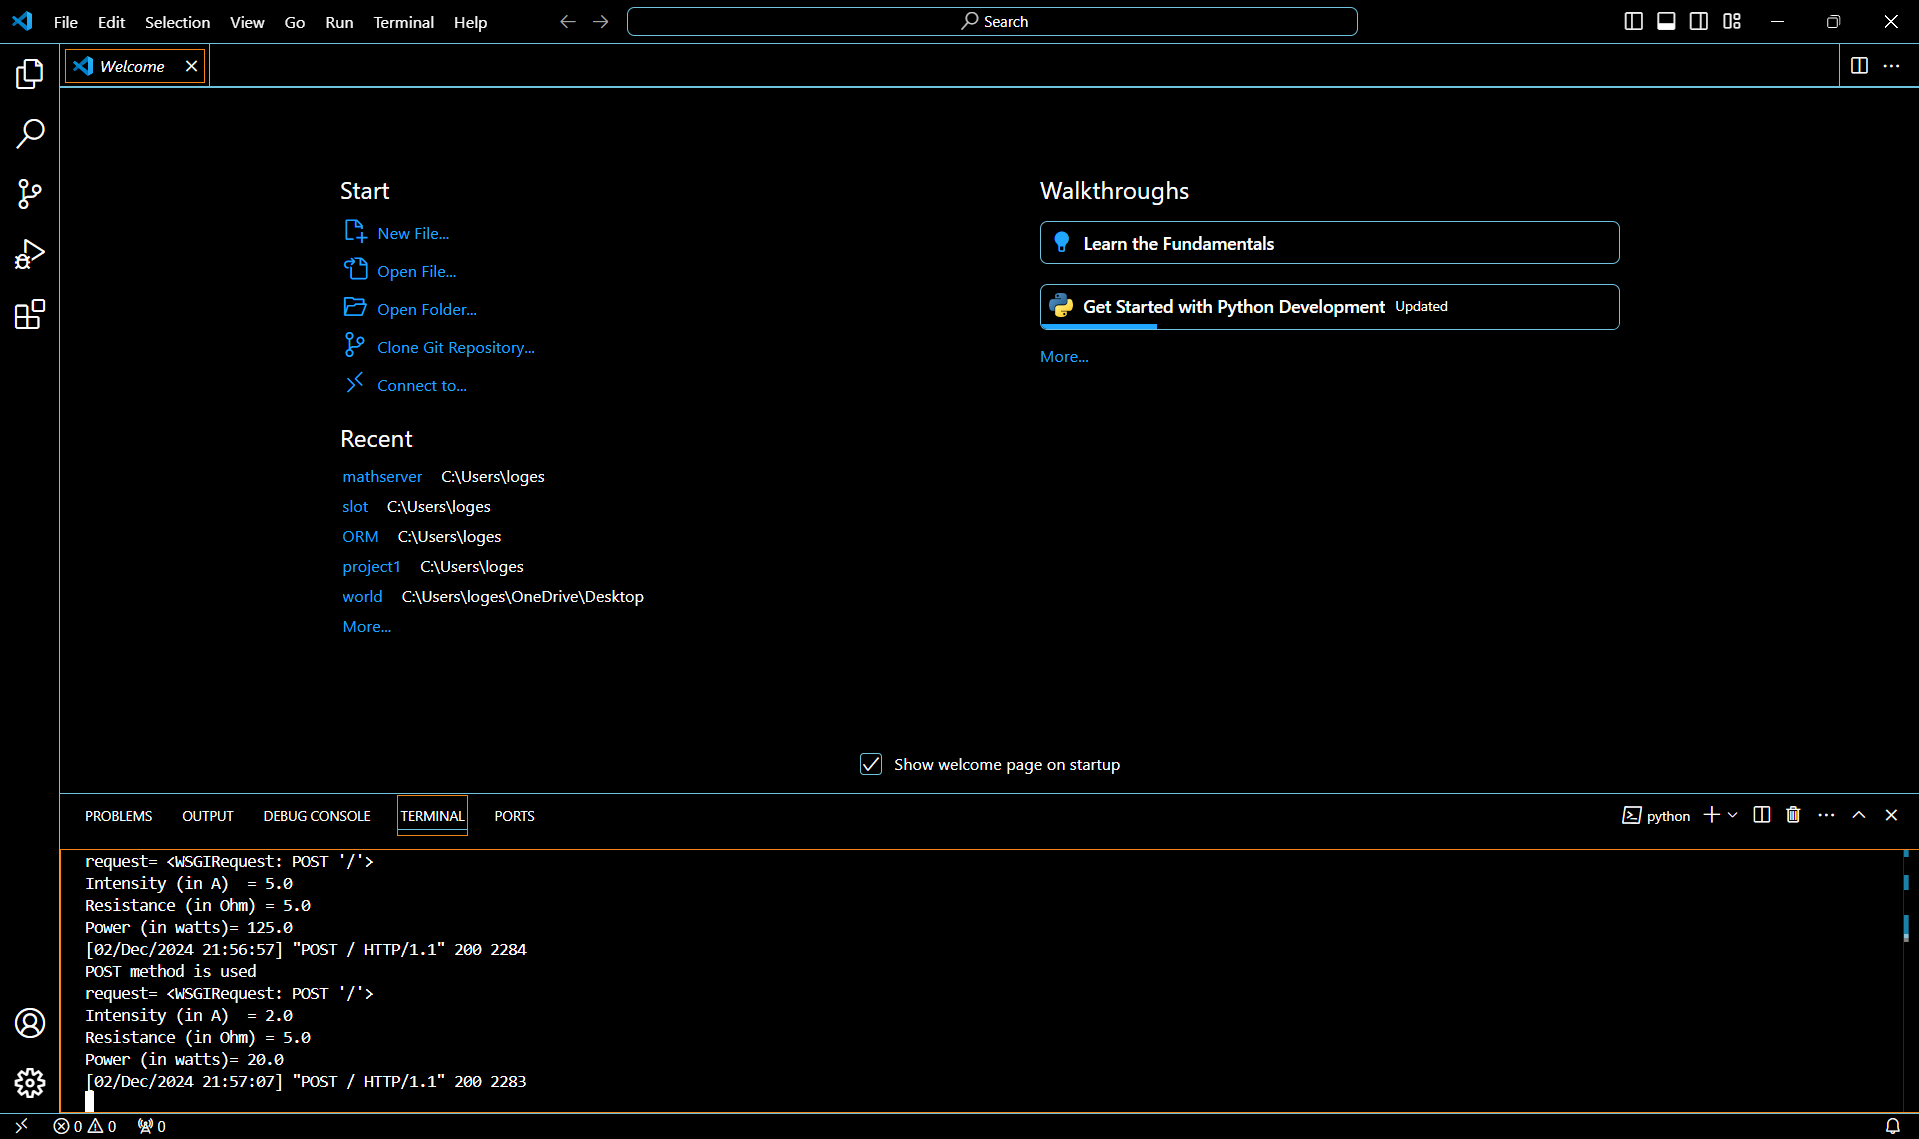 File Edit Selection View Go Run Terminal Help Search
Welcome
Start
New File...
Open File...
Open Folder...
Clone Git Repository...
Connect to...
Recent
mathserver C:\Users\loges
slot C:\Users\loges
ORM C:\Users\loges
project1 C:\Users\loges
world C:\Users\loges\OneDrive\Desktop
More...
Walkthroughs
Learn the Fundamentals
Get Started with Python Development Updated
More...
Show welcome page on startup
PROBLEMS OUTPUT DEBUG CONSOLE TERMINAL PORTS python
request= <WSGIRequest: POST '/'>
Intensity (in A)  = 5.0
Resistance (in Ohm) = 5.0
Power (in watts)= 125.0
[02/Dec/2024 21:56:57] "POST / HTTP/1.1" 200 2284
POST method is used
request= <WSGIRequest: POST '/'>
Intensity (in A)  = 2.0
Resistance (in Ohm) = 5.0
Power (in watts)= 20.0
[02/Dec/2024 21:57:07] "POST / HTTP/1.1" 200 2283
0 0 0